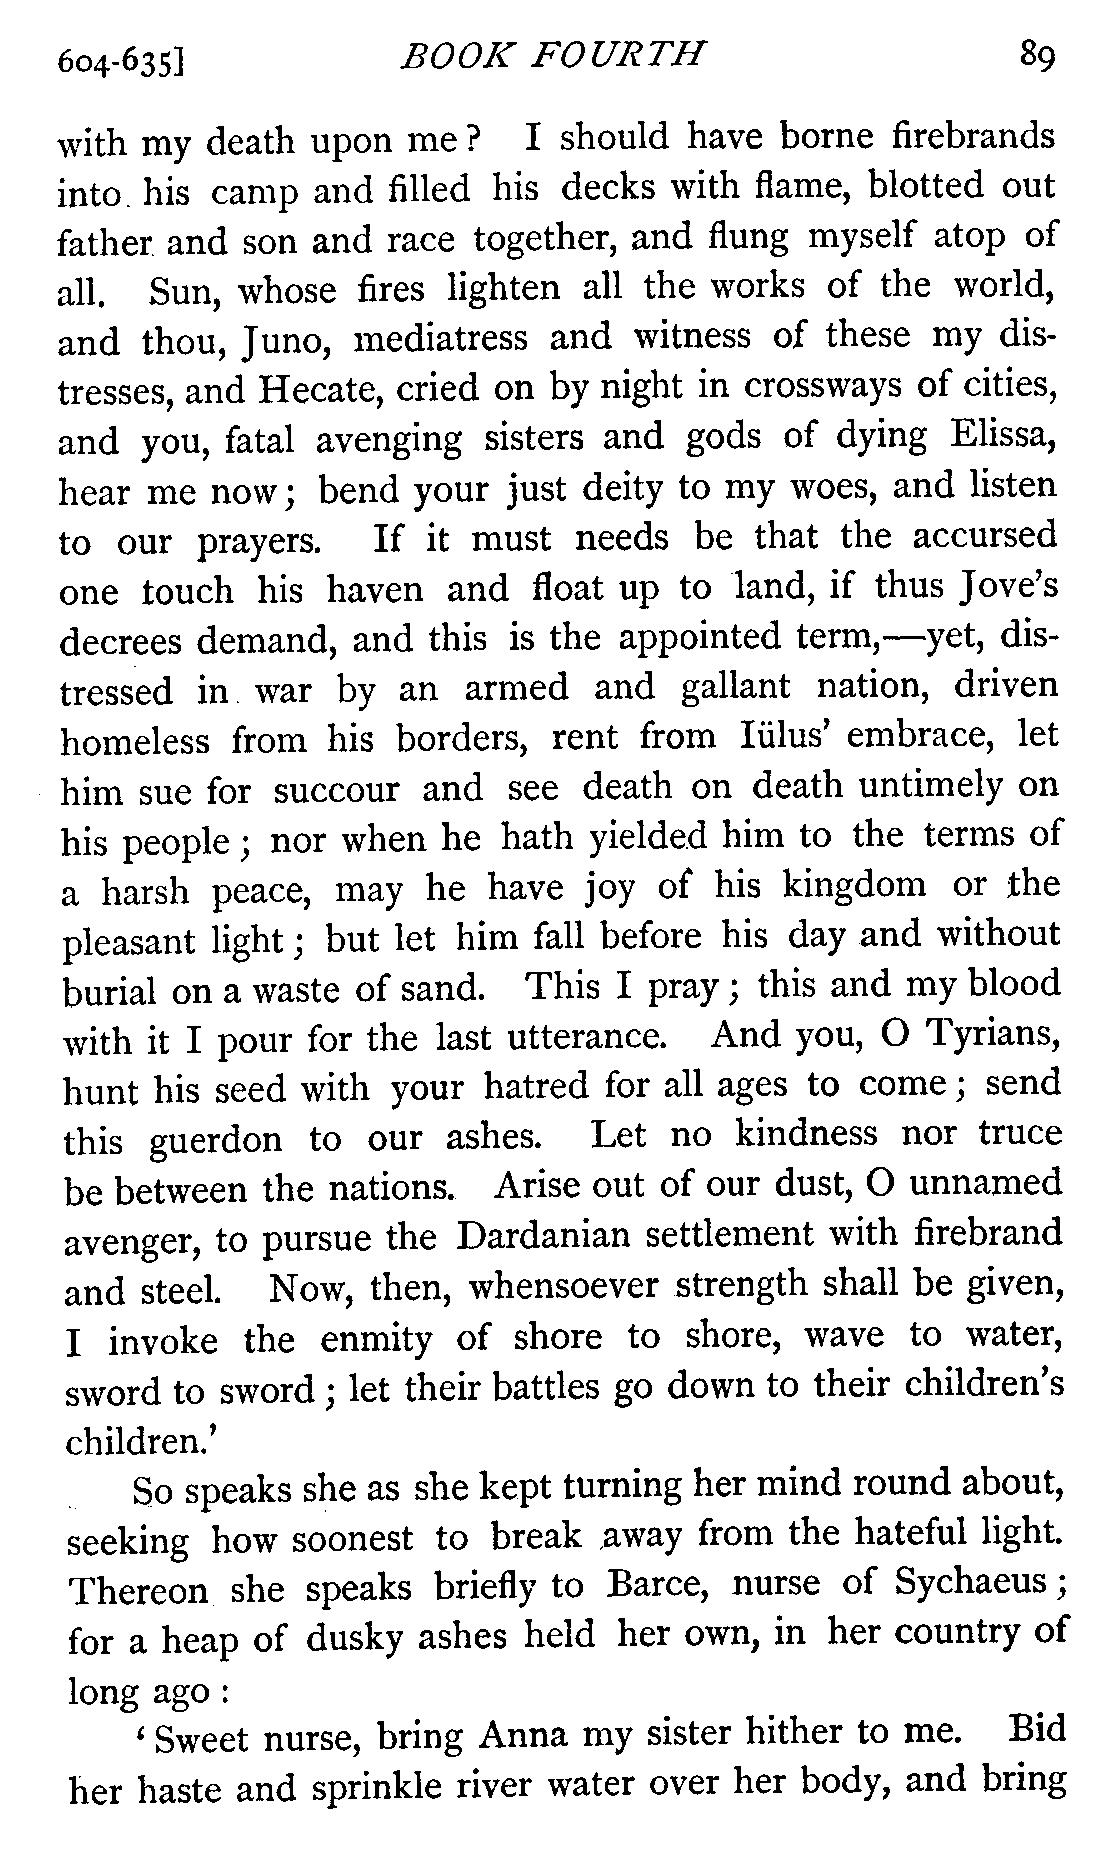 604-635] BOOK FOURTH 89
with my death upon me ? I should have borne firebrands
into his camp and filled his decks with flame, blotted out
father and son and race together, and flung myself atop of
all. Sun, whose fires lighten all the works of the world,
and thou, Juno, mediatress and witness of these my dis-
tresses, and Hecate, cried on by night in crossways of cities,
and you, fatal avenging sisters and gods of dying Elissa,
hear me now ; bend your just deity to my woes, and listen
to our prayers. If it must needs be that the accursed
one touch his haven and float up to land, if thus Jove's
decrees demand, and this is the appointed term,—yet, dis-
tressed in war by an armed and gallant nation, driven
homeless from his borders, rent from Iülus' embrace, let
him sue for succour and see death on death untimely on
his people ; nor when he hath yielded him to the terms of
a harsh peace, may he have joy of his kingdom or the
pleasant light ; but let him fall before his day and without
burial on a waste of sand. This I pray ; this and my blood
with it I pour for the last utterance. And you, O Tyrians,
hunt his seed with your hatred for all ages to come ; send
this guerdon to our ashes. Let no kindness nor truce
be between the nations. Arise out of our dust, O unnamed
avenger, to pursue the Dardanian settlement with firebrand
and steel. Now, then, whensoever strength shall be given,
I invoke the enmity of shore to shore, wave to water,
sword to sword ; let their battles go down to their children's
children.'
So speaks she as she kept turning her mind round about,
seeking how soonest to break away from the hateful light.
Thereon she speaks briefly to Barce, nurse of Sychaeus ;
for a heap of dusky ashes held her own, in her country of
long ago :
‘ Sweet nurse, bring Anna my sister hither to me. Bid
her haste and sprinkle river water over her body, and bring